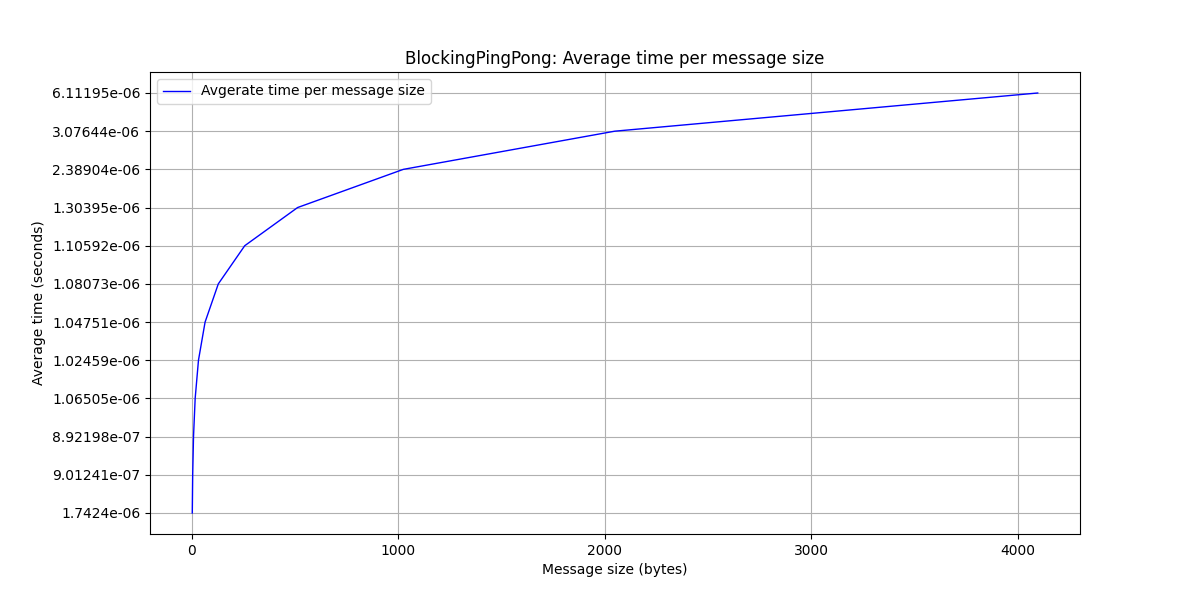 BlockingPingPong: Average time per message size
Avgerate time per message size
Average time (seconds)
6.11195e-06
3.07644e-06
2.38904e-06
1.30395e-06
1.10592e-06
1.08073e-06
1.04751e-06
1.02459e-06
1.06505e-06
8.92198e-07
9.01241e-07
1.7424e-06
0 1000 2000 3000 4000
Message size (bytes)